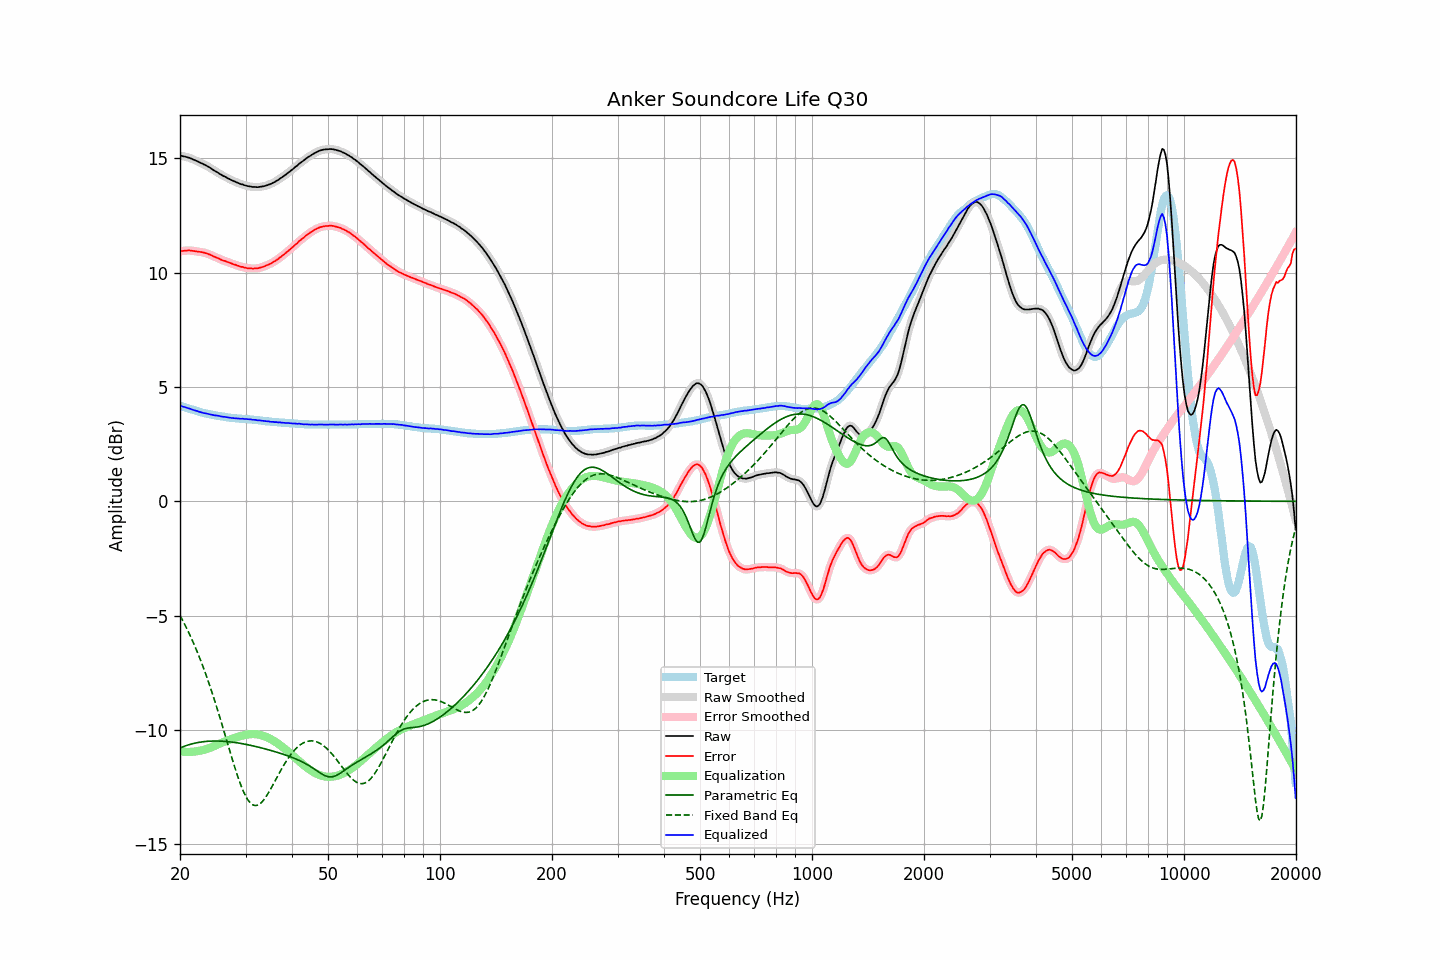 Anker Soundcore Life Q30
Amplitude (dBr)
15
10
5
0
−5
−10
−15
Target
Raw Smoothed
Error Smoothed
Raw
Error
Equalization
Parametric Eq
Fixed Band Eq
Equalized
20 50 100 200 500 1000 2000 5000 10000 20000
Frequency (Hz)